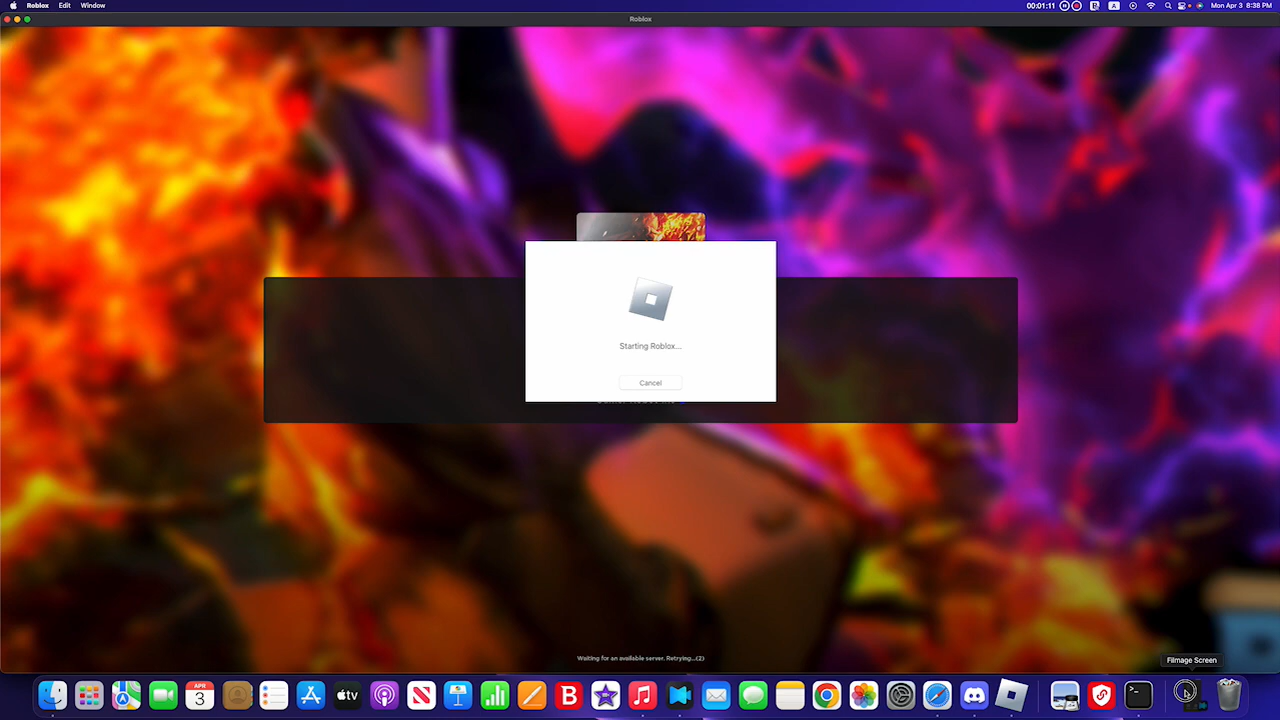 Roblox Edit Window 00:01:11 A Mon Apr 3 8:38 PM
Roblox
Starting Roblox...
Cancel
Waiting for an available server. Retrying...(2)
Filmage Screen
APR
3
tv